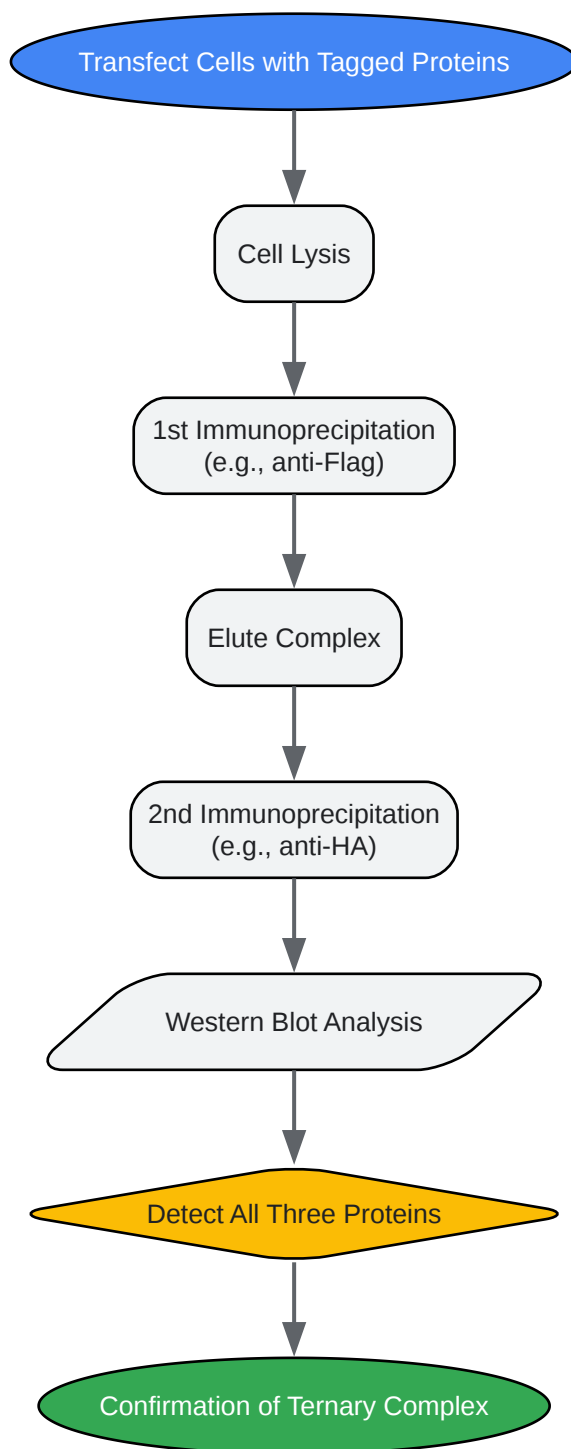 Transfect Cells with Tagged Proteins
Cell Lysis
1st Immunoprecipitation
(e.g., anti-Flag)
Elute Complex
2nd Immunoprecipitation
(e.g., anti-HA)
Western Blot Analysis
Detect All Three Proteins
Confirmation of Ternary Complex